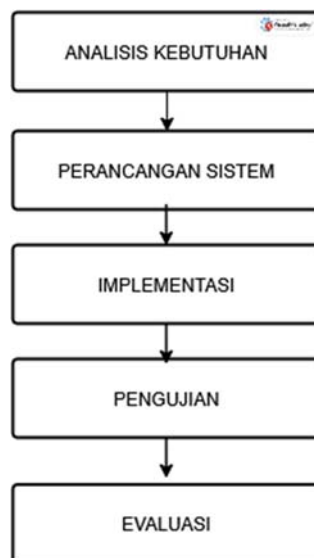 ANALISIS KEBUTUHAN
PERANCANGAN SISTEM
IMPLEMENTASI
PENGUJIAN
EVALUASI